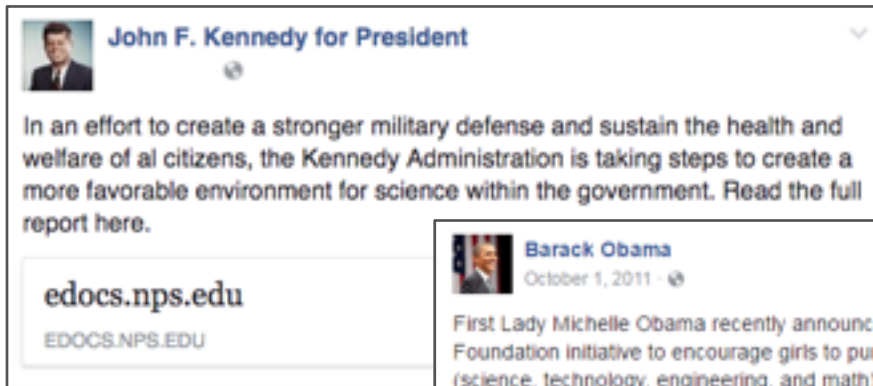 John F. Kennedy for President
In an effort to create a stronger military defense and sustain the health and
welfare of al citizens, the Kennedy Administration is taking steps to create a
more favorable environment for science within the government. Read the full
report here.
edocs.nps.edu
EDOCS.NPS.EDU
Barack Obama
October 1, 2011 ·
First Lady Michelle Obama recently
Foundation initiative to encourage girls to
(science, technology, engineering, and math)